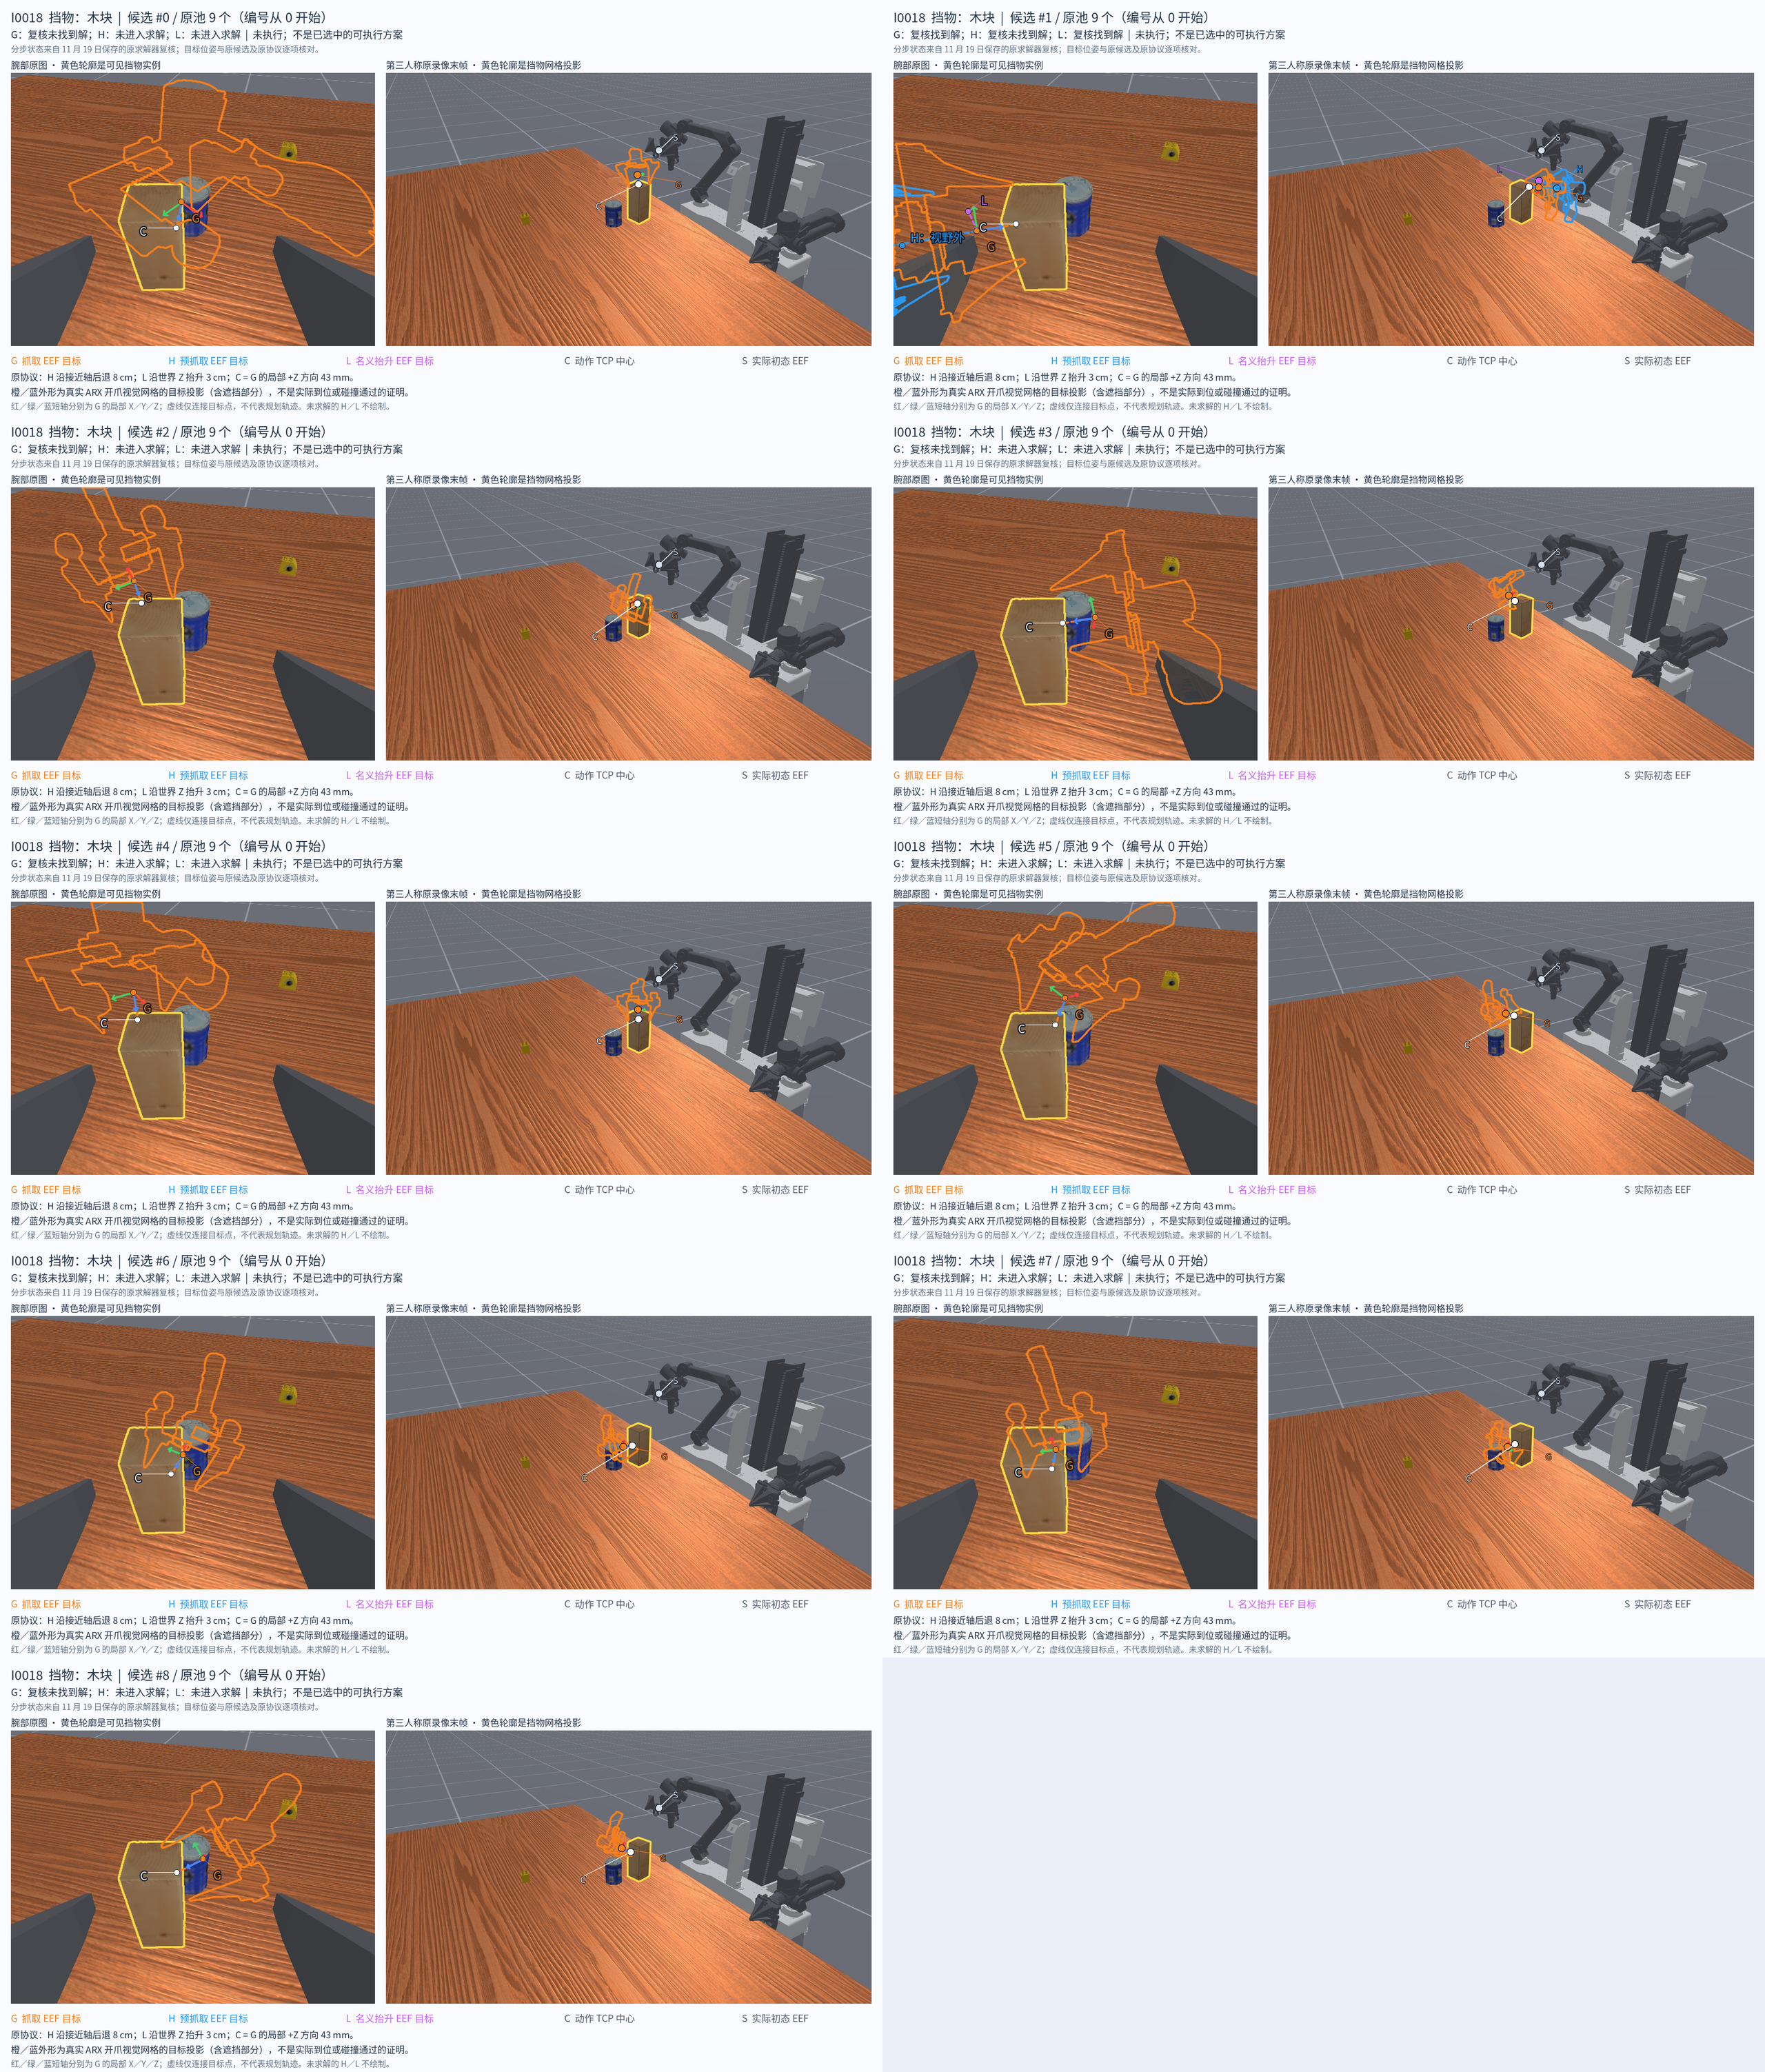 I0018 挡物：木块 | 候选 #0 / 原池 9 个（编号从 0 开始）
G：复核未找到解；H：未进入求解；L：未进入求解 | 未执行；不是已选中的可执行方案
分步状态来自 11 月 19 日保存的原求解器复核；目标位姿与原候选及原协议逐项核对。
腕部原图 · 黄色轮廓是可见挡物实例
第三人称原录像末帧 · 黄色轮廓是挡物网格投影
C
G
S
G
C
G 抓取 EEF 目标
H 预抓取 EEF 目标
L 名义抬升 EEF 目标
C 动作 TCP 中心
S 实际初态 EEF
原协议：H 沿接近轴后退 8 cm；L 沿世界 Z 抬升 3 cm；C = G 的局部 +Z 方向 43 mm。
橙／蓝外形为真实 ARX 开爪视觉网格的目标投影（含遮挡部分），不是实际到位或碰撞通过的证明。
红／绿／蓝短轴分别为 G 的局部 X／Y／Z；虚线仅连接目标点，不代表规划轨迹。未求解的 H／L 不绘制。
I0018 挡物：木块 | 候选 #1 / 原池 9 个（编号从 0 开始）
G：复核找到解；H：复核未找到解；L：复核找到解 | 未执行；不是已选中的可执行方案
分步状态来自 11 月 19 日保存的原求解器复核；目标位姿与原候选及原协议逐项核对。
腕部原图 · 黄色轮廓是可见挡物实例
第三人称原录像末帧 · 黄色轮廓是挡物网格投影
L
C
H：视野外
G
S
L
H
C
G 抓取 EEF 目标
H 预抓取 EEF 目标
L 名义抬升 EEF 目标
C 动作 TCP 中心
S 实际初态 EEF
原协议：H 沿接近轴后退 8 cm；L 沿世界 Z 抬升 3 cm；C = G 的局部 +Z 方向 43 mm。
橙／蓝外形为真实 ARX 开爪视觉网格的目标投影（含遮挡部分），不是实际到位或碰撞通过的证明。
红／绿／蓝短轴分别为 G 的局部 X／Y／Z；虚线仅连接目标点，不代表规划轨迹。未求解的 H／L 不绘制。
I0018 挡物：木块 | 候选 #2 / 原池 9 个（编号从 0 开始）
G：复核未找到解；H：未进入求解；L：未进入求解 | 未执行；不是已选中的可执行方案
分步状态来自 11 月 19 日保存的原求解器复核；目标位姿与原候选及原协议逐项核对。
腕部原图 · 黄色轮廓是可见挡物实例
第三人称原录像末帧 · 黄色轮廓是挡物网格投影
G
C
S
G
C
G 抓取 EEF 目标
H 预抓取 EEF 目标
L 名义抬升 EEF 目标
C 动作 TCP 中心
S 实际初态 EEF
原协议：H 沿接近轴后退 8 cm；L 沿世界 Z 抬升 3 cm；C = G 的局部 +Z 方向 43 mm。
橙／蓝外形为真实 ARX 开爪视觉网格的目标投影（含遮挡部分），不是实际到位或碰撞通过的证明。
红／绿／蓝短轴分别为 G 的局部 X／Y／Z；虚线仅连接目标点，不代表规划轨迹。未求解的 H／L 不绘制。
I0018 挡物：木块 | 候选 #3 / 原池 9 个（编号从 0 开始）
G：复核未找到解；H：未进入求解；L：未进入求解 | 未执行；不是已选中的可执行方案
分步状态来自 11 月 19 日保存的原求解器复核；目标位姿与原候选及原协议逐项核对。
腕部原图 · 黄色轮廓是可见挡物实例
第三人称原录像末帧 · 黄色轮廓是挡物网格投影
C
G
S
G
C
G 抓取 EEF 目标
H 预抓取 EEF 目标
L 名义抬升 EEF 目标
C 动作 TCP 中心
S 实际初态 EEF
原协议：H 沿接近轴后退 8 cm；L 沿世界 Z 抬升 3 cm；C = G 的局部 +Z 方向 43 mm。
橙／蓝外形为真实 ARX 开爪视觉网格的目标投影（含遮挡部分），不是实际到位或碰撞通过的证明。
红／绿／蓝短轴分别为 G 的局部 X／Y／Z；虚线仅连接目标点，不代表规划轨迹。未求解的 H／L 不绘制。
I0018 挡物：木块 | 候选 #4 / 原池 9 个（编号从 0 开始）
G：复核未找到解；H：未进入求解；L：未进入求解 | 未执行；不是已选中的可执行方案
分步状态来自 11 月 19 日保存的原求解器复核；目标位姿与原候选及原协议逐项核对。
腕部原图 · 黄色轮廓是可见挡物实例
第三人称原录像末帧 · 黄色轮廓是挡物网格投影
G
C
S
G
C
G 抓取 EEF 目标
H 预抓取 EEF 目标
L 名义抬升 EEF 目标
C 动作 TCP 中心
S 实际初态 EEF
原协议：H 沿接近轴后退 8 cm；L 沿世界 Z 抬升 3 cm；C = G 的局部 +Z 方向 43 mm。
橙／蓝外形为真实 ARX 开爪视觉网格的目标投影（含遮挡部分），不是实际到位或碰撞通过的证明。
红／绿／蓝短轴分别为 G 的局部 X／Y／Z；虚线仅连接目标点，不代表规划轨迹。未求解的 H／L 不绘制。
I0018 挡物：木块 | 候选 #5 / 原池 9 个（编号从 0 开始）
G：复核未找到解；H：未进入求解；L：未进入求解 | 未执行；不是已选中的可执行方案
分步状态来自 11 月 19 日保存的原求解器复核；目标位姿与原候选及原协议逐项核对。
腕部原图 · 黄色轮廓是可见挡物实例
第三人称原录像末帧 · 黄色轮廓是挡物网格投影
G
C
S
G
C
G 抓取 EEF 目标
H 预抓取 EEF 目标
L 名义抬升 EEF 目标
C 动作 TCP 中心
S 实际初态 EEF
原协议：H 沿接近轴后退 8 cm；L 沿世界 Z 抬升 3 cm；C = G 的局部 +Z 方向 43 mm。
橙／蓝外形为真实 ARX 开爪视觉网格的目标投影（含遮挡部分），不是实际到位或碰撞通过的证明。
红／绿／蓝短轴分别为 G 的局部 X／Y／Z；虚线仅连接目标点，不代表规划轨迹。未求解的 H／L 不绘制。
I0018 挡物：木块 | 候选 #6 / 原池 9 个（编号从 0 开始）
G：复核未找到解；H：未进入求解；L：未进入求解 | 未执行；不是已选中的可执行方案
分步状态来自 11 月 19 日保存的原求解器复核；目标位姿与原候选及原协议逐项核对。
腕部原图 · 黄色轮廓是可见挡物实例
第三人称原录像末帧 · 黄色轮廓是挡物网格投影
G
C
S
G
C
G 抓取 EEF 目标
H 预抓取 EEF 目标
L 名义抬升 EEF 目标
C 动作 TCP 中心
S 实际初态 EEF
原协议：H 沿接近轴后退 8 cm；L 沿世界 Z 抬升 3 cm；C = G 的局部 +Z 方向 43 mm。
橙／蓝外形为真实 ARX 开爪视觉网格的目标投影（含遮挡部分），不是实际到位或碰撞通过的证明。
红／绿／蓝短轴分别为 G 的局部 X／Y／Z；虚线仅连接目标点，不代表规划轨迹。未求解的 H／L 不绘制。
I0018 挡物：木块 | 候选 #7 / 原池 9 个（编号从 0 开始）
G：复核未找到解；H：未进入求解；L：未进入求解 | 未执行；不是已选中的可执行方案
分步状态来自 11 月 19 日保存的原求解器复核；目标位姿与原候选及原协议逐项核对。
腕部原图 · 黄色轮廓是可见挡物实例
第三人称原录像末帧 · 黄色轮廓是挡物网格投影
G
C
S
G
C
G 抓取 EEF 目标
H 预抓取 EEF 目标
L 名义抬升 EEF 目标
C 动作 TCP 中心
S 实际初态 EEF
原协议：H 沿接近轴后退 8 cm；L 沿世界 Z 抬升 3 cm；C = G 的局部 +Z 方向 43 mm。
橙／蓝外形为真实 ARX 开爪视觉网格的目标投影（含遮挡部分），不是实际到位或碰撞通过的证明。
红／绿／蓝短轴分别为 G 的局部 X／Y／Z；虚线仅连接目标点，不代表规划轨迹。未求解的 H／L 不绘制。
I0018 挡物：木块 | 候选 #8 / 原池 9 个（编号从 0 开始）
G：复核未找到解；H：未进入求解；L：未进入求解 | 未执行；不是已选中的可执行方案
分步状态来自 11 月 19 日保存的原求解器复核；目标位姿与原候选及原协议逐项核对。
腕部原图 · 黄色轮廓是可见挡物实例
第三人称原录像末帧 · 黄色轮廓是挡物网格投影
C
G
S
G
C
G 抓取 EEF 目标
H 预抓取 EEF 目标
L 名义抬升 EEF 目标
C 动作 TCP 中心
S 实际初态 EEF
原协议：H 沿接近轴后退 8 cm；L 沿世界 Z 抬升 3 cm；C = G 的局部 +Z 方向 43 mm。
橙／蓝外形为真实 ARX 开爪视觉网格的目标投影（含遮挡部分），不是实际到位或碰撞通过的证明。
红／绿／蓝短轴分别为 G 的局部 X／Y／Z；虚线仅连接目标点，不代表规划轨迹。未求解的 H／L 不绘制。